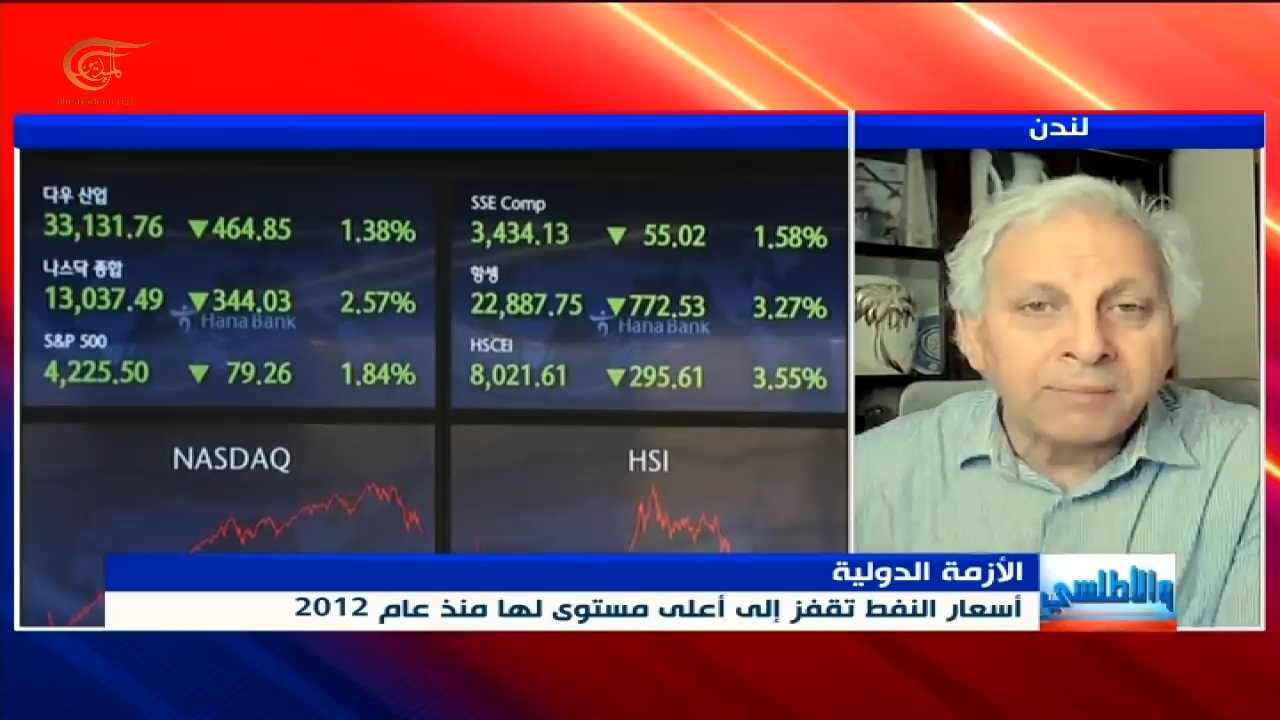 الميادين
almayadeen.net
لندن
다우 산업
33,131.76 ▼464.85 1.38%
나스닥 종합
13,037.49 ▼344.03 2.57%
Hana Bank
S&P 500
4,225.50 ▼ 79.26 1.84%
SSE Comp
3,434.13 ▼ 55.02 1.58%
항셍
22,887.75 ▼772.53 3.27%
Hana Bank
HSCEI
8,021.61 ▼295.61 3.55%
NASDAQ
HSI
الأزمة الدولية
والأطلسي
أسعار النفط تقفز إلى أعلى مستوى لها منذ عام 2012